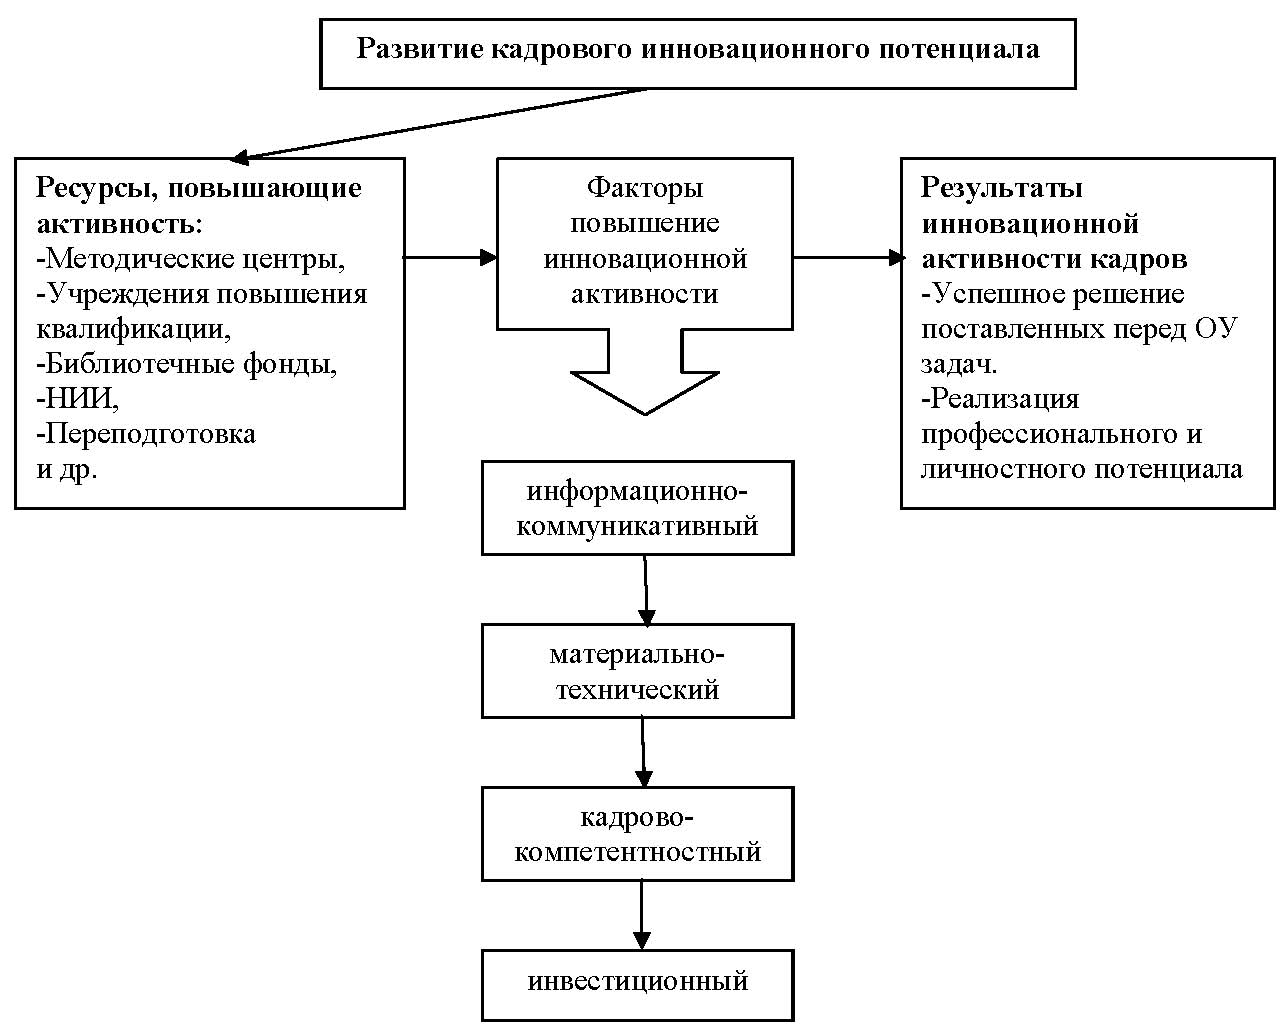 Развитие кадрового инновационного потенциала
Ресурсы, повышающие
активность:
-Методические центры,
-Учреждения повышения
квалификации,
-Библиотечные фонды,
-НИИ,
-Переподготовка
и др.
Факторы
повышение
инновационной
активности
Результаты
инновационной
активности кадров
-Успешное решение
поставленных перед ОУ
задач.
-Реализация
профессионального и
личностного потенциала
информационно-
коммуникативный
материально-
технический
кадрово-
компетентностный
инвестиционный